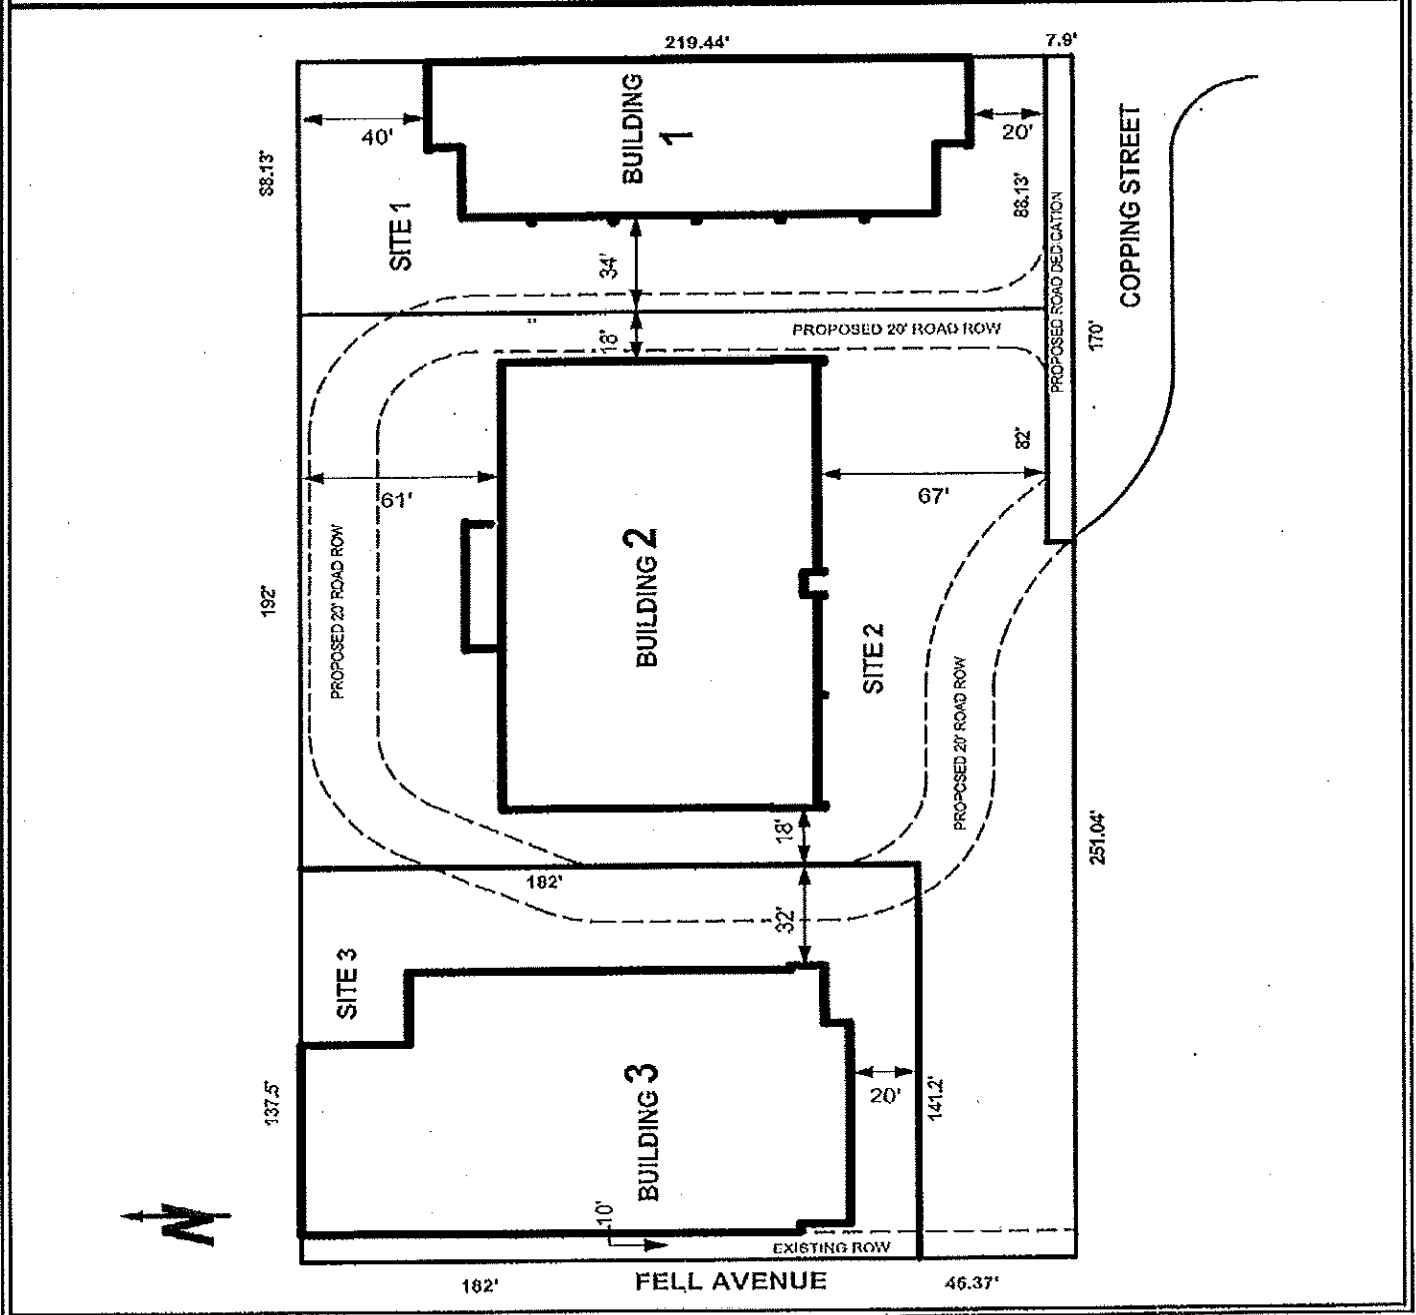 219.44'
7.9'
40'
BUILDING
1
20'
88.13'
SITE 1
88.13'
COPPING STREET
34'
PROPOSED ROAD DEDICATION
18'
PROPOSED 20' ROAD ROW
170'
82'
61'
67'
192'
PROPOSED 20' ROAD ROW
BUILDING 2
SITE 2
PROPOSED 20' ROAD ROW
18'
251.04'
182'
32'
SITE 3
137.5'
BUILDING 3
20'
141.2'
N
10'
EXISTING ROW
182'
FELL AVENUE
46.37'